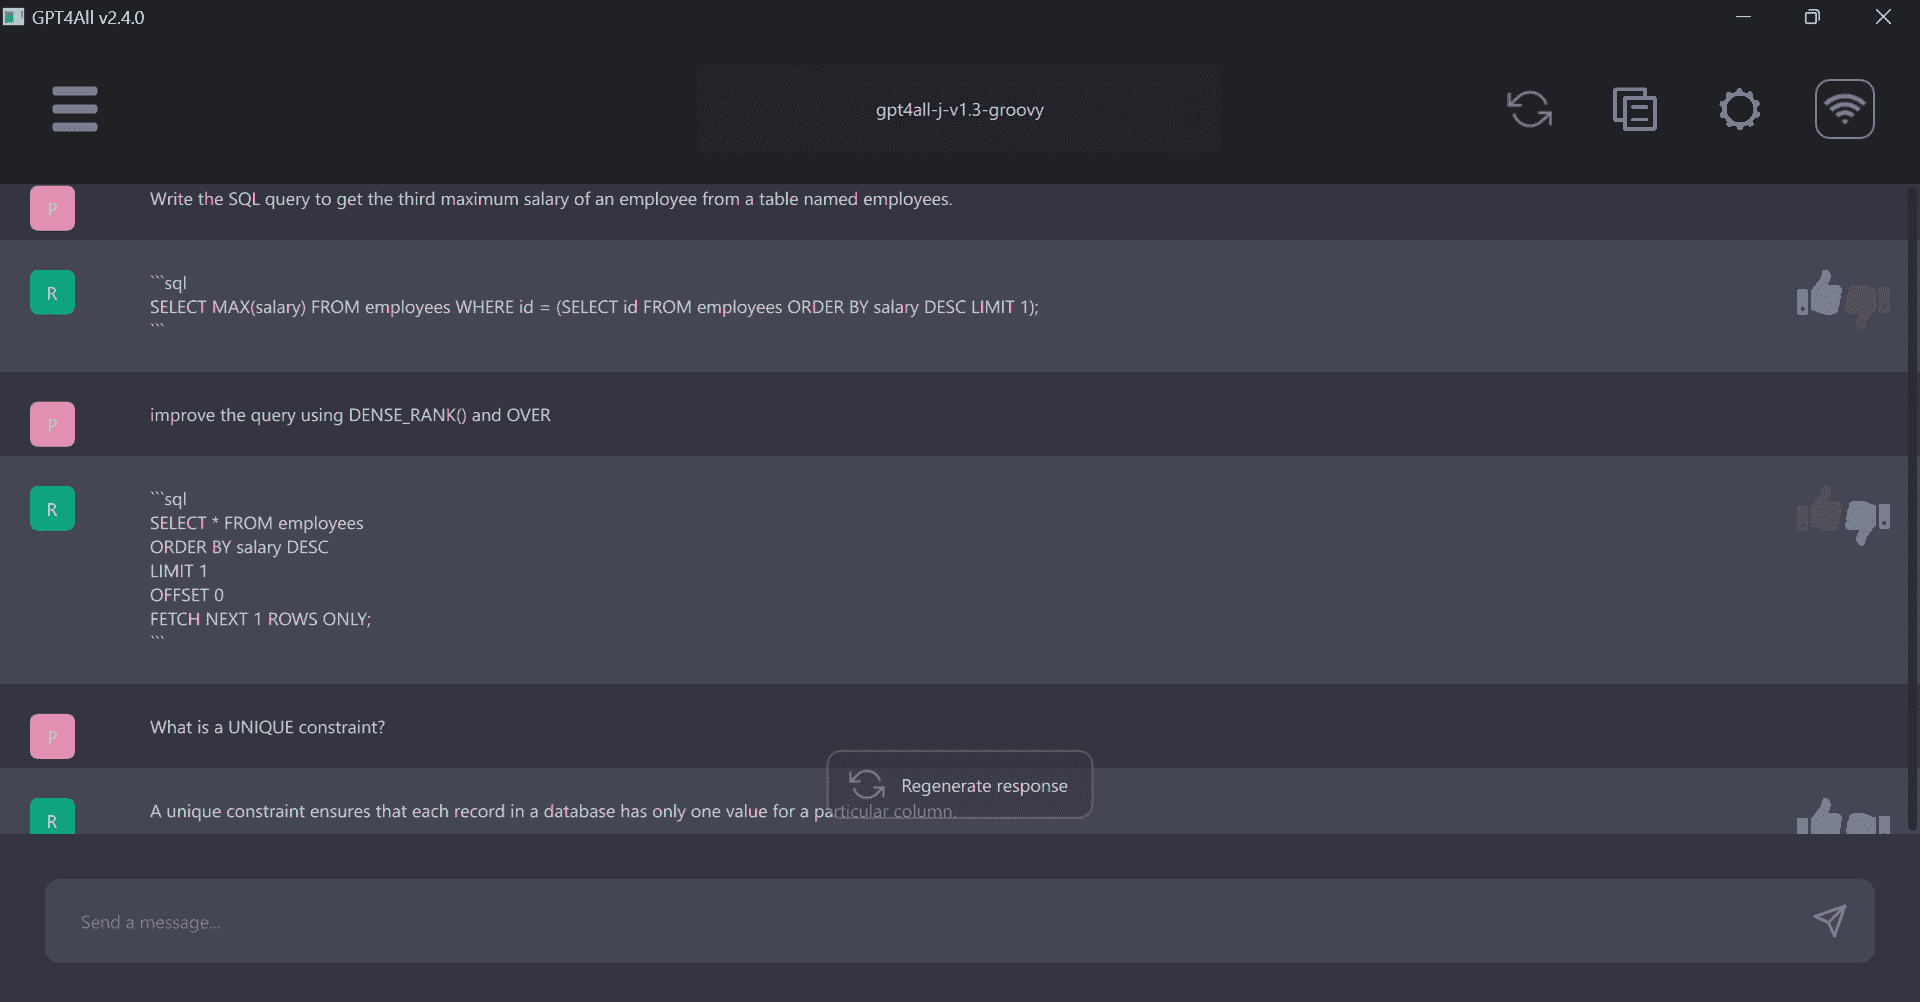 GPT4All v2.4.0
gpt4all-j-v1.3-groovy
P
Write the SQL query to get the third maximum salary of an employee from a table named employees.
R
```sql
SELECT MAX(salary) FROM employees WHERE id = (SELECT id FROM employees ORDER BY salary DESC LIMIT 1);
```
P
improve the query using DENSE_RANK() and OVER
R
```sql
SELECT * FROM employees
ORDER BY salary DESC
LIMIT 1
OFFSET 0
FETCH NEXT 1 ROWS ONLY;
```
P
What is a UNIQUE constraint?
Regenerate response
R
A unique constraint ensures that each record in a database has only one value for a particular column.
Send a message...